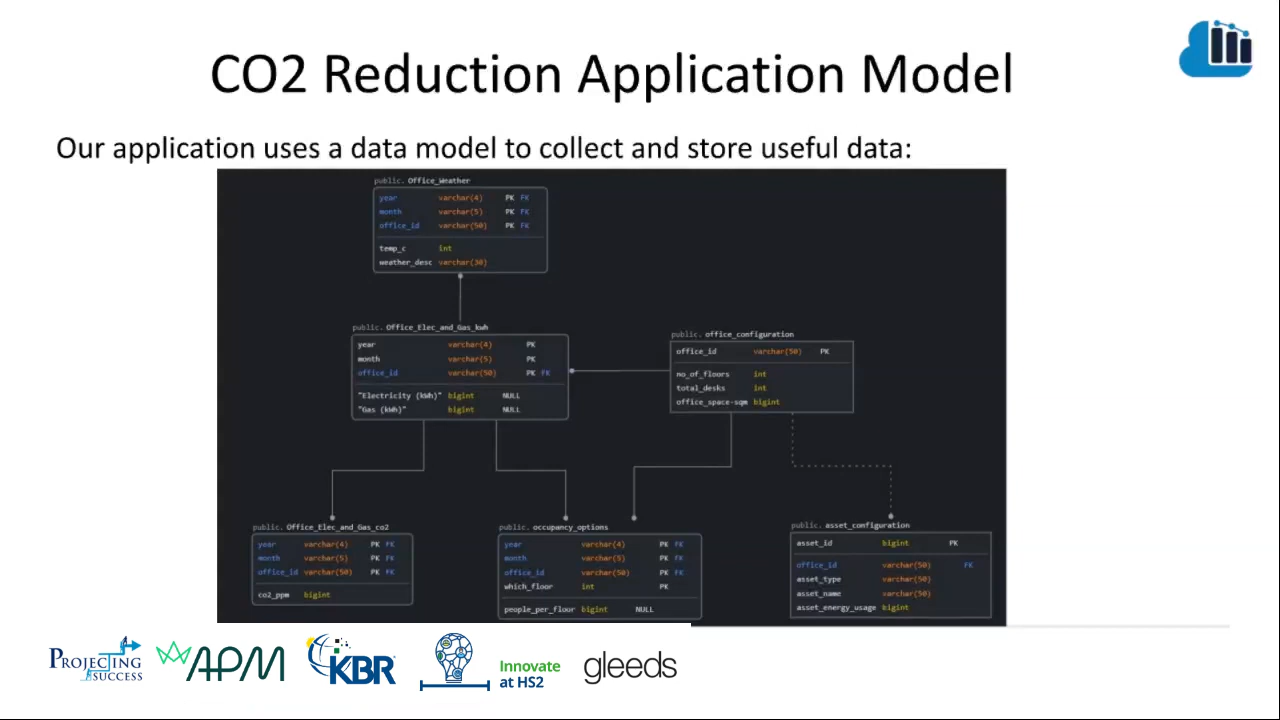 CO2 Reduction Application Model
Our application uses a data model to collect and store useful data:
public. Office_Weather
year varchar(4) PK FK
month varchar(5) PK FK
office_id varchar(50) PK FK
temp_c int
weather_desc varchar(30)
public. Office_Elec_and_Gas_kwh
year varchar(4) PK
month varchar(5) PK
office_id varchar(50) PK FK
"Electricity (kWh)" bigint NULL
"Gas (kWh)" bigint NULL
public. office_configuration
office_id varchar(50) PK
no_of_floors int
total_desks int
office_space-sqm bigint
public. Office_Elec_and_Gas_co2
year varchar(4) PK FK
month varchar(5) PK FK
office_id varchar(50) PK FK
co2_ppm bigint
public. occupancy_options
year varchar(4) PK FK
month varchar(5) PK FK
office_id varchar(50) PK FK
which_floor int PK
people_per_flour bigint NULL
public. asset_configuration
asset_id bigint PK
office_id varchar(50) FK
asset_type varchar(50)
asset_name varchar(50)
asset_energy_usage bigint
PROJECTING
SUCCESS
APM
KBR
Innovate
at HS2
gleeds